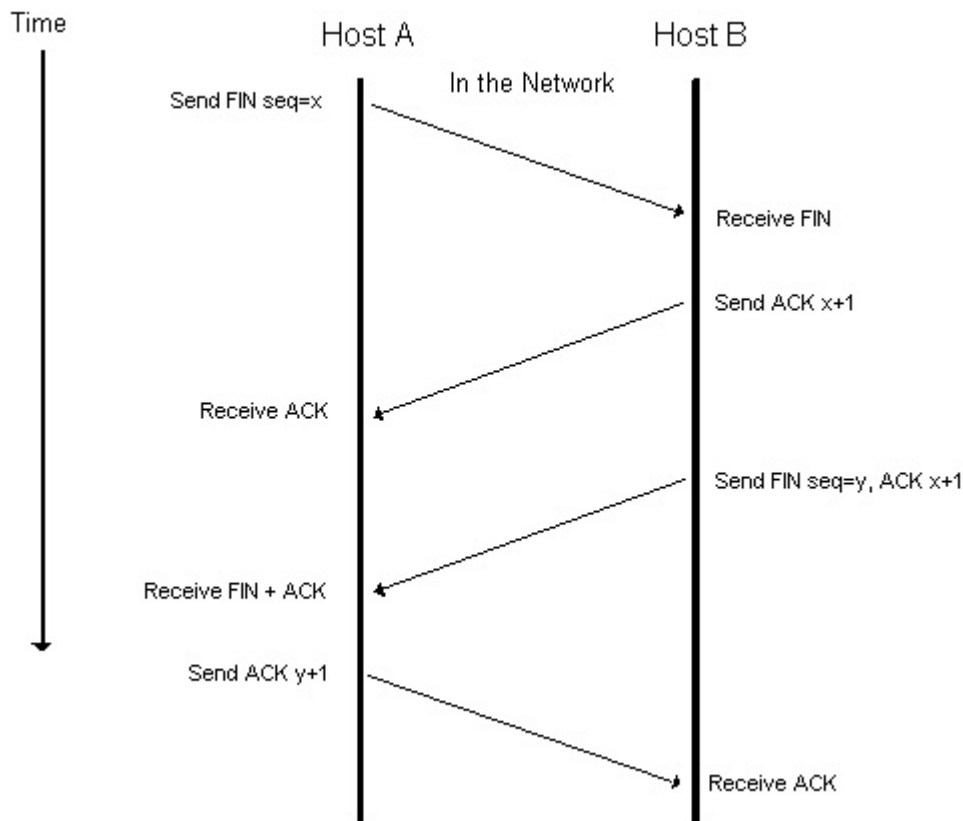 Time
Host A
Host B
In the Network
Send FIN seq=x
Receive FIN
Send ACK x+1
Receive ACK
Send FIN seq=y, ACK x+1
Receive FIN + ACK
Send ACK y+1
Receive ACK